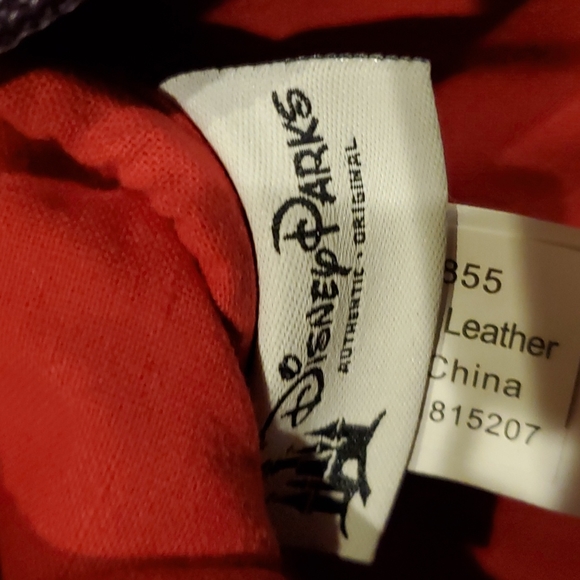 DISNEY PARKS
AUTHENTIC · ORIGINAL
855
Leather
China
815207